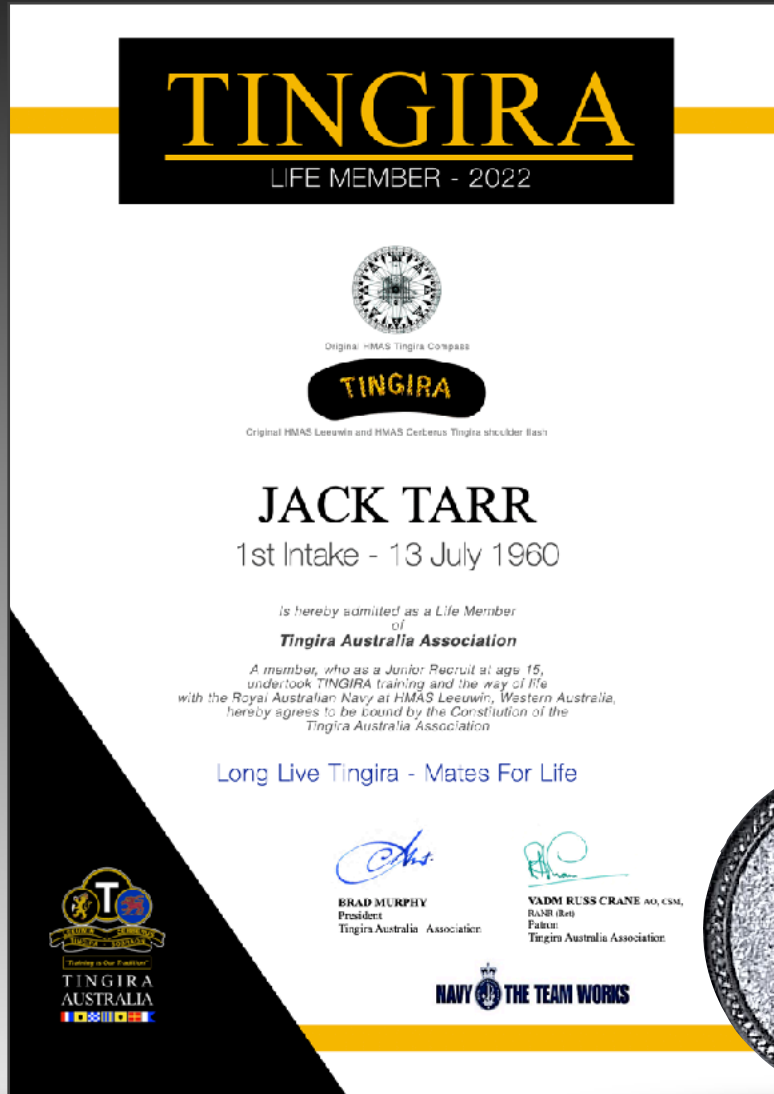 TINGIRA
LIFE MEMBER - 2022
Original HMAS Tingira Compass
TINGIRA
Original HMAS Leeuwin and HMAS Cerberus Tingira shoulder flash
JACK TARR
1st Intake - 13 July 1960
Is hereby admitted as a Life Member
of
Tingira Australia Association
A member, who as a Junior Recruit at age 15,
undertook TINGIRA training and the way of life
with the Royal Australian Navy at HMAS Leeuwin, Western Australia,
hereby agrees to be bound by the Constitution of the
Tingira Australia Association
Long Live Tingira - Mates For Life
BRAD MURPHY
President
Tingira Australia Association
VADM RUSS CRANE AO, CSM,
RANR (Ret)
Patron
Tingira Australia Association
T
LEEUWIN CERBERUS
"Training is Our Tradition"
TINGIRA
AUSTRALIA
NAVY THE TEAM WORKS